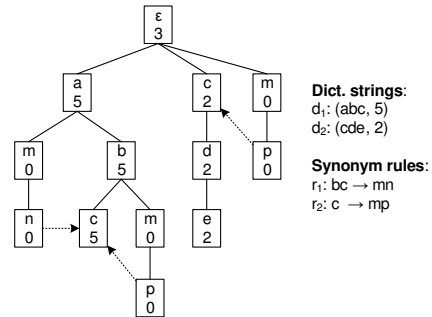 ε
3
a
5
c
2
m
0
m
0
b
5
d
2
p
0
n
0
c
5
m
0
e
2
p
0
Dict. strings:
d₁: (abc, 5)
d₂: (cde, 2)
Synonym rules:
r₁: bc → mn
r₂: c → mp